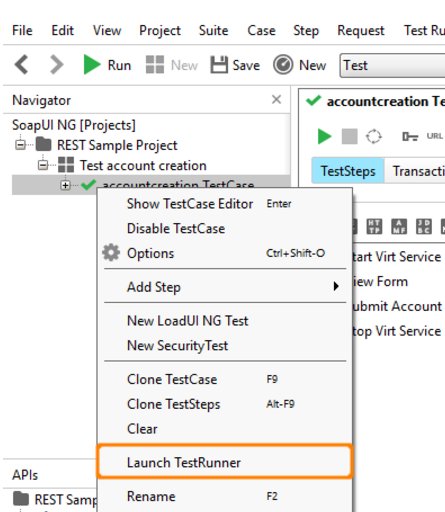 File Edit View Project Suite Case Step Request Test Ru
Run New Save New Test
Navigator
accountcreation Te
SoapUI NG [Projects]
REST Sample Project
URL
Test account creation
TestSteps Transacti
accountcreation TestCase
Show TestCase Editor Enter
Disable TestCase
HTTP AMF JDBC
Options Ctrl+Shift-O
tart Virt Service
Add Step
iew Form
ubmit Account
New LoadUI NG Test
top Virt Service
New SecurityTest
Clone TestCase F9
Clone TestSteps Alt-F9
Clear
Launch TestRunner
APIs
Rename F2
REST Samp